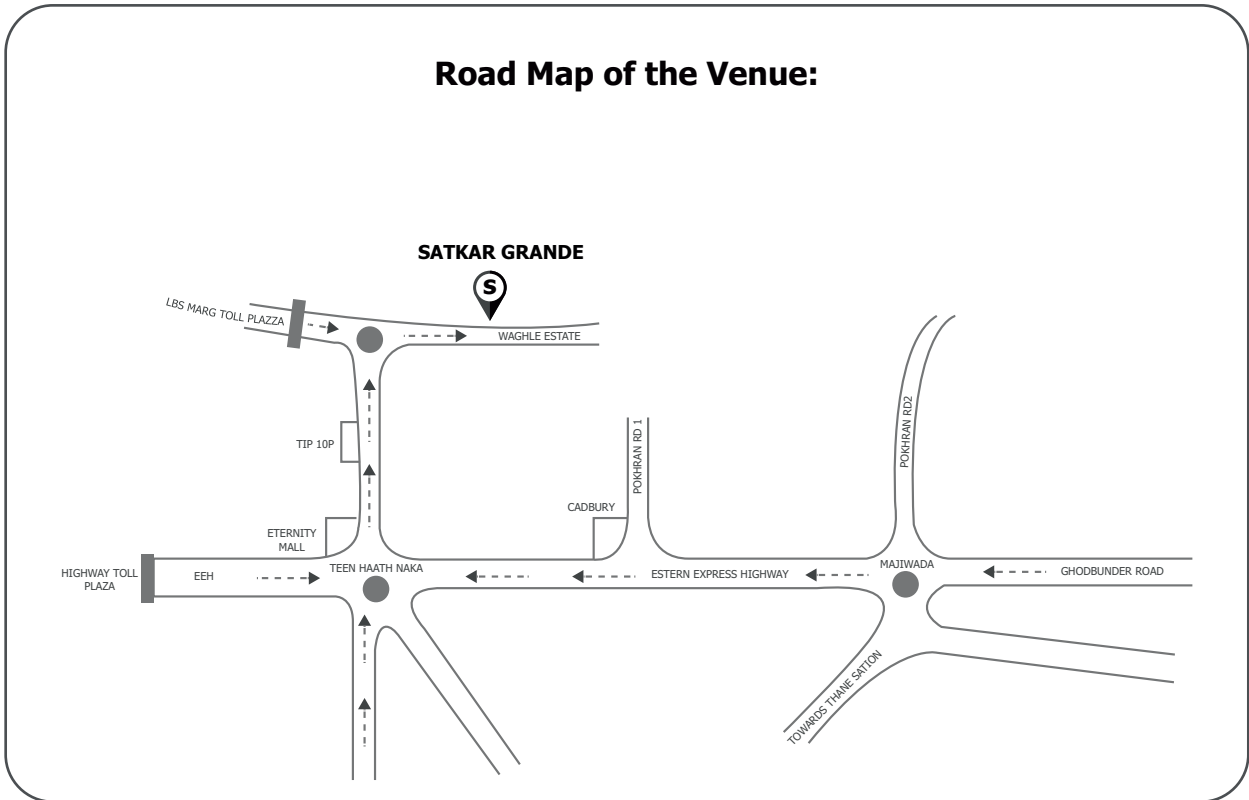 Road Map of the Venue:
SATKAR GRANDE
S
LBS MARG TOLL PLAZZA
WAGHLE ESTATE
TIP 10P
POKHRAN RD 1
POKHRAN RD2
CADBURY
ETERNITY
MALL
HIGHWAY TOLL
PLAZA
EEH
TEEN HAATH NAKA
ESTERN EXPRESS HIGHWAY
MAJIWADA
GHODBUNDER ROAD
TOWARDS THANE SATION